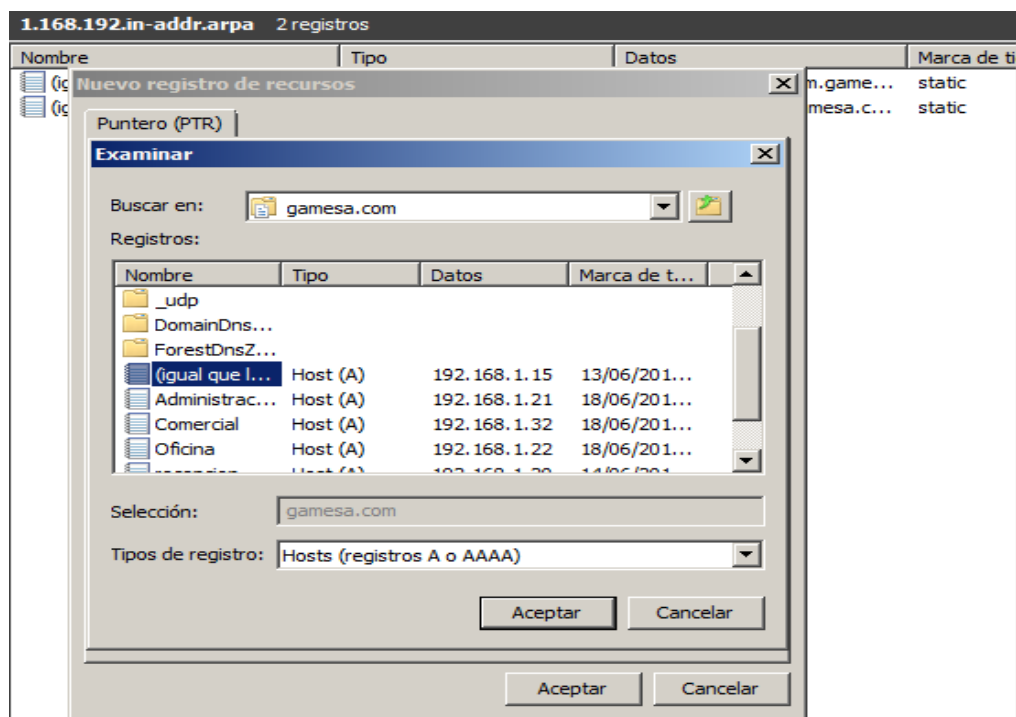 1.168.192.in-addr.arpa 2 registros
Nombre Tipo Datos Marca de ti
(ig m.game... static
(ig mesa.c... static
Nuevo registro de recursos
Puntero (PTR)
Examinar
Buscar en: gamesa.com
Registros:
Nombre Tipo Datos Marca de t...
_udp
DomainDns...
ForestDnsZ...
(igual que l... Host (A) 192.168.1.15 13/06/201...
Administrac... Host (A) 192.168.1.21 18/06/201...
Comercial Host (A) 192.168.1.32 18/06/201...
Oficina Host (A) 192.168.1.22 18/06/201...
Host (A)
Selección: gamesa.com
Tipos de registro: Hosts (registros A o AAAA)
Aceptar Cancelar
Aceptar Cancelar